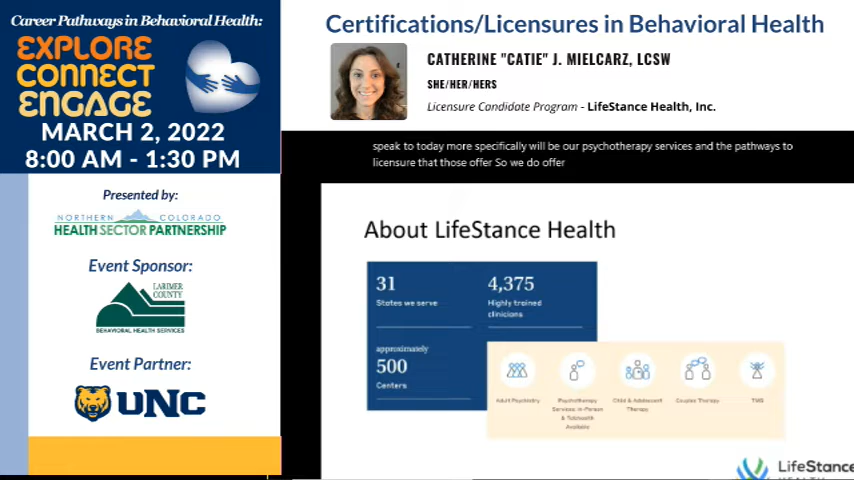 Career Pathways in Behavioral Health:
EXPLORE
CONNECT
ENGAGE
MARCH 2, 2022
8:00 AM - 1:30 PM
Presented by:
NORTHERN COLORADO
HEALTH SECTOR PARTNERSHIP
Event Sponsor:
LARIMER
COUNTY
BEHAVIORAL HEALTH SERVICES
Event Partner:
UNC
Certifications/Licensures in Behavioral Health
CATHERINE "CATIE" J. MIELCARZ, LCSW
SHE/HER/HERS
Licensure Candidate Program - LifeStance Health, Inc.
speak to today more specifically will be our psychotherapy services and the pathways to
licensure that those offer So we do offer
About LifeStance Health
31
States we serve
4,375
Highly trained
clinicians
approximately
500
Centers
Adult Psychiatry
Psychotherapy
Services: In-Person
& Telehealth
Available
Child & Adolescent
Therapy
Couples Therapy
TMS
LifeStance
HEALTH